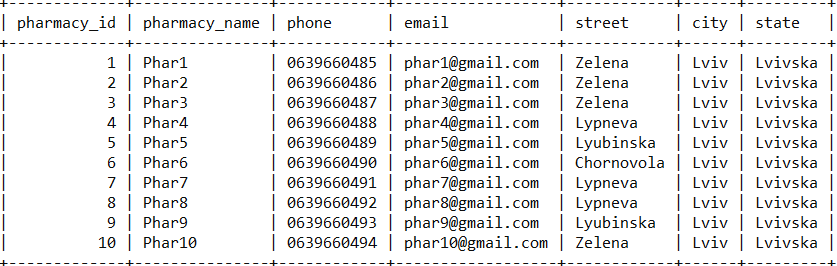 +-------------+---------------+------------+------------------+------------+------+----------+
| pharmacy_id | pharmacy_name | phone      | email            | street     | city | state    |
+-------------+---------------+------------+------------------+------------+------+----------+
|           1 | Phar1         | 0639660485 | phar1@gmail.com  | Zelena     | Lviv | Lvivska |
|           2 | Phar2         | 0639660486 | phar2@gmail.com  | Zelena     | Lviv | Lvivska |
|           3 | Phar3         | 0639660487 | phar3@gmail.com  | Zelena     | Lviv | Lvivska |
|           4 | Phar4         | 0639660488 | phar4@gmail.com  | Lypneva    | Lviv | Lvivska |
|           5 | Phar5         | 0639660489 | phar5@gmail.com  | Lyubinska  | Lviv | Lvivska |
|           6 | Phar6         | 0639660490 | phar6@gmail.com  | Chornovola | Lviv | Lvivska |
|           7 | Phar7         | 0639660491 | phar7@gmail.com  | Lypneva    | Lviv | Lvivska |
|           8 | Phar8         | 0639660492 | phar8@gmail.com  | Lypneva    | Lviv | Lvivska |
|           9 | Phar9         | 0639660493 | phar9@gmail.com  | Lyubinska  | Lviv | Lvivska |
|          10 | Phar10        | 0639660494 | phar10@gmail.com | Zelena     | Lviv | Lvivska |
+-------------+---------------+------------+------------------+------------+------+----------+